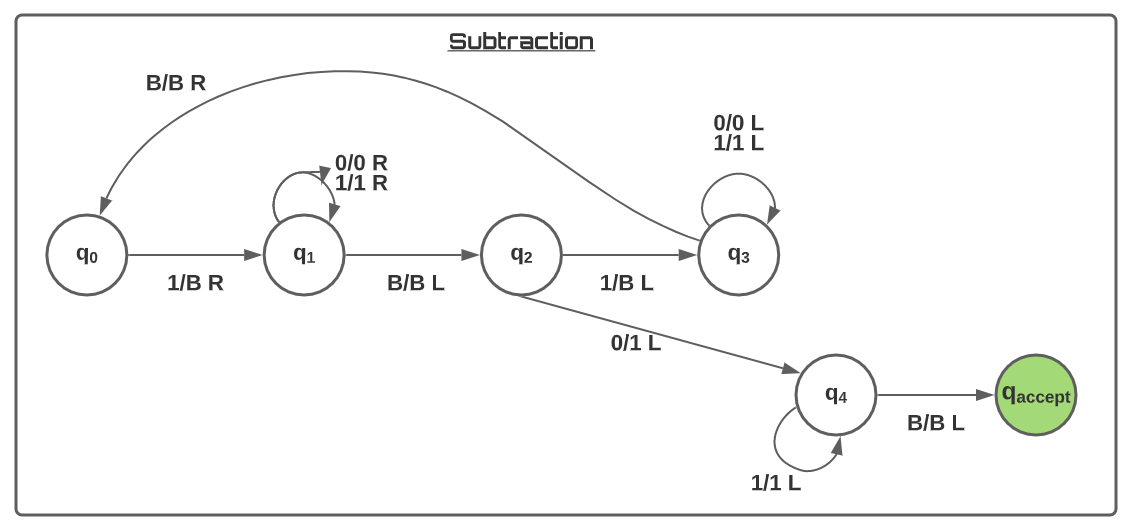 Subtraction
B/B R
0/0 L
1/1 L
0/0 R
1/1 R
q0
q1
q2
q3
1/B R
B/B L
1/B L
0/1 L
q4
qaccept
B/B L
1/1 L